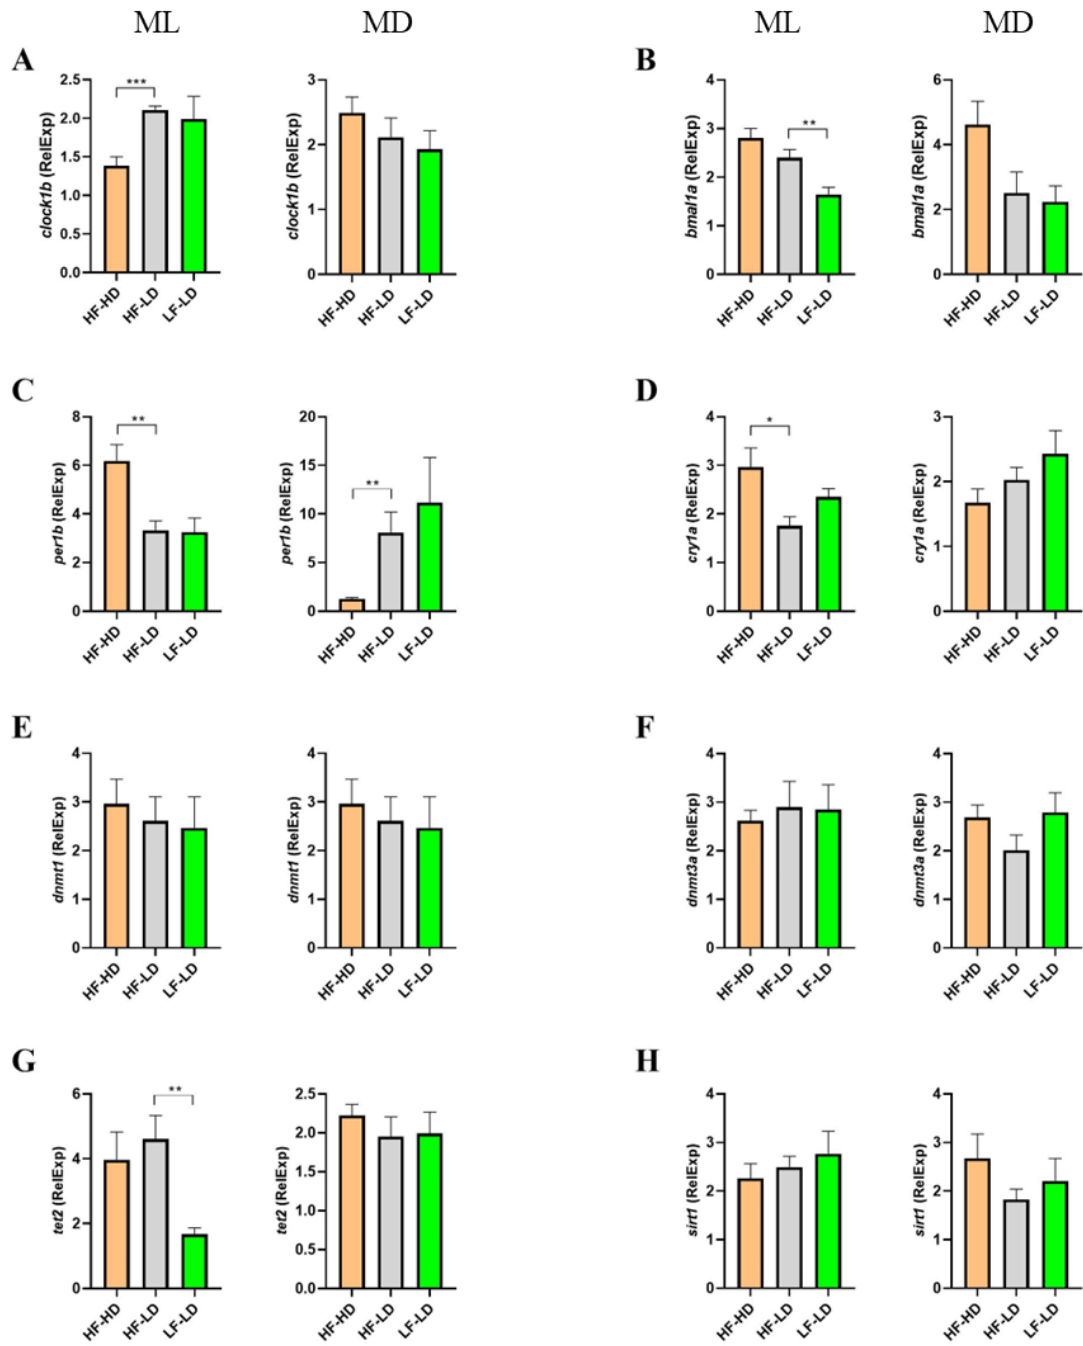 ML MD ML MD
A B
2.5 2.0 1.5 1.0 0.5 0.0
clock1b (RelExp)
***
HF-HD HF-LD LF-LD
3 2 1 0
clock1b (RelExp)
HF-HD HF-LD LF-LD
4 3 2 1 0
bmal1a (RelExp)
**
HF-HD HF-LD LF-LD
6 4 2 0
bmal1a (RelExp)
HF-HD HF-LD LF-LD
C D
8 6 4 2 0
per1b (RelExp)
**
HF-HD HF-LD LF-LD
20 15 10 5 0
per1b (RelExp)
**
HF-HD HF-LD LF-LD
4 3 2 1 0
cry1a (RelExp)
*
HF-HD HF-LD LF-LD
3 2 1 0
cry1a (RelExp)
HF-HD HF-LD LF-LD
E F
4 3 2 1 0
dnmt1 (RelExp)
HF-HD HF-LD LF-LD
4 3 2 1 0
dnmt1 (RelExp)
HF-HD HF-LD LF-LD
4 3 2 1 0
dnmt3a (RelExp)
HF-HD HF-LD LF-LD
4 3 2 1 0
dnmt3a (RelExp)
HF-HD HF-LD LF-LD
G H
6 4 2 0
tet2 (RelExp)
**
HF-HD HF-LD LF-LD
2.5 2.0 1.5 1.0 0.5 0.0
tet2 (RelExp)
HF-HD HF-LD LF-LD
4 3 2 1 0
sirt1 (RelExp)
HF-HD HF-LD LF-LD
4 3 2 1 0
sirt1 (RelExp)
HF-HD HF-LD LF-LD